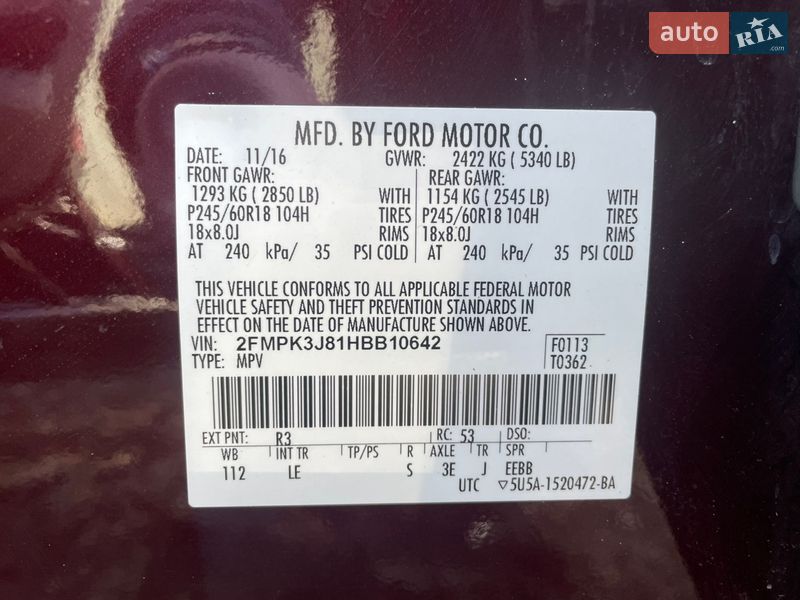 auto RIA .com
MFD. BY FORD MOTOR CO.
DATE: 11/16 GVWR: 2422 KG ( 5340 LB)
FRONT GAWR: REAR GAWR:
1293 KG ( 2850 LB) WITH 1154 KG ( 2545 LB) WITH
P245/60R18 104H TIRES P245/60R18 104H TIRES
18x8.0J RIMS 18x8.0J RIMS
AT 240 kPa/ 35 PSI COLD AT 240 kPa/ 35 PSI COLD
THIS VEHICLE CONFORMS TO ALL APPLICABLE FEDERAL MOTOR
VEHICLE SAFETY AND THEFT PREVENTION STANDARDS IN
EFFECT ON THE DATE OF MANUFACTURE SHOWN ABOVE.
VIN: 2FMPK3J81HBB10642 F0113
TYPE: MPV T0362
EXT PNT: R3 RC: 53 DSO:
WB INT TR TP/PS R AXLE TR SPR
112 LE S 3E J EEBB
UTC ▽5U5A-1520472-BA